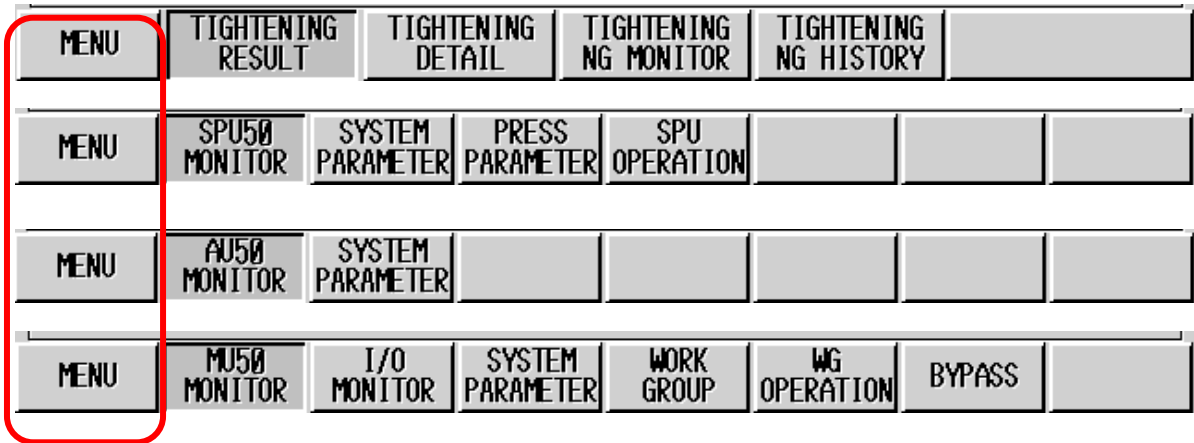 MENU TIGHTENING RESULT TIGHTENING DETAIL TIGHTENING NG MONITOR TIGHTENING NG HISTORY
MENU SPU50 MONITOR SYSTEM PARAMETER PRESS PARAMETER SPU OPERATION
MENU AU50 MONITOR SYSTEM PARAMETER
MENU MU50 MONITOR I/O MONITOR SYSTEM PARAMETER WORK GROUP WG OPERATION BYPASS